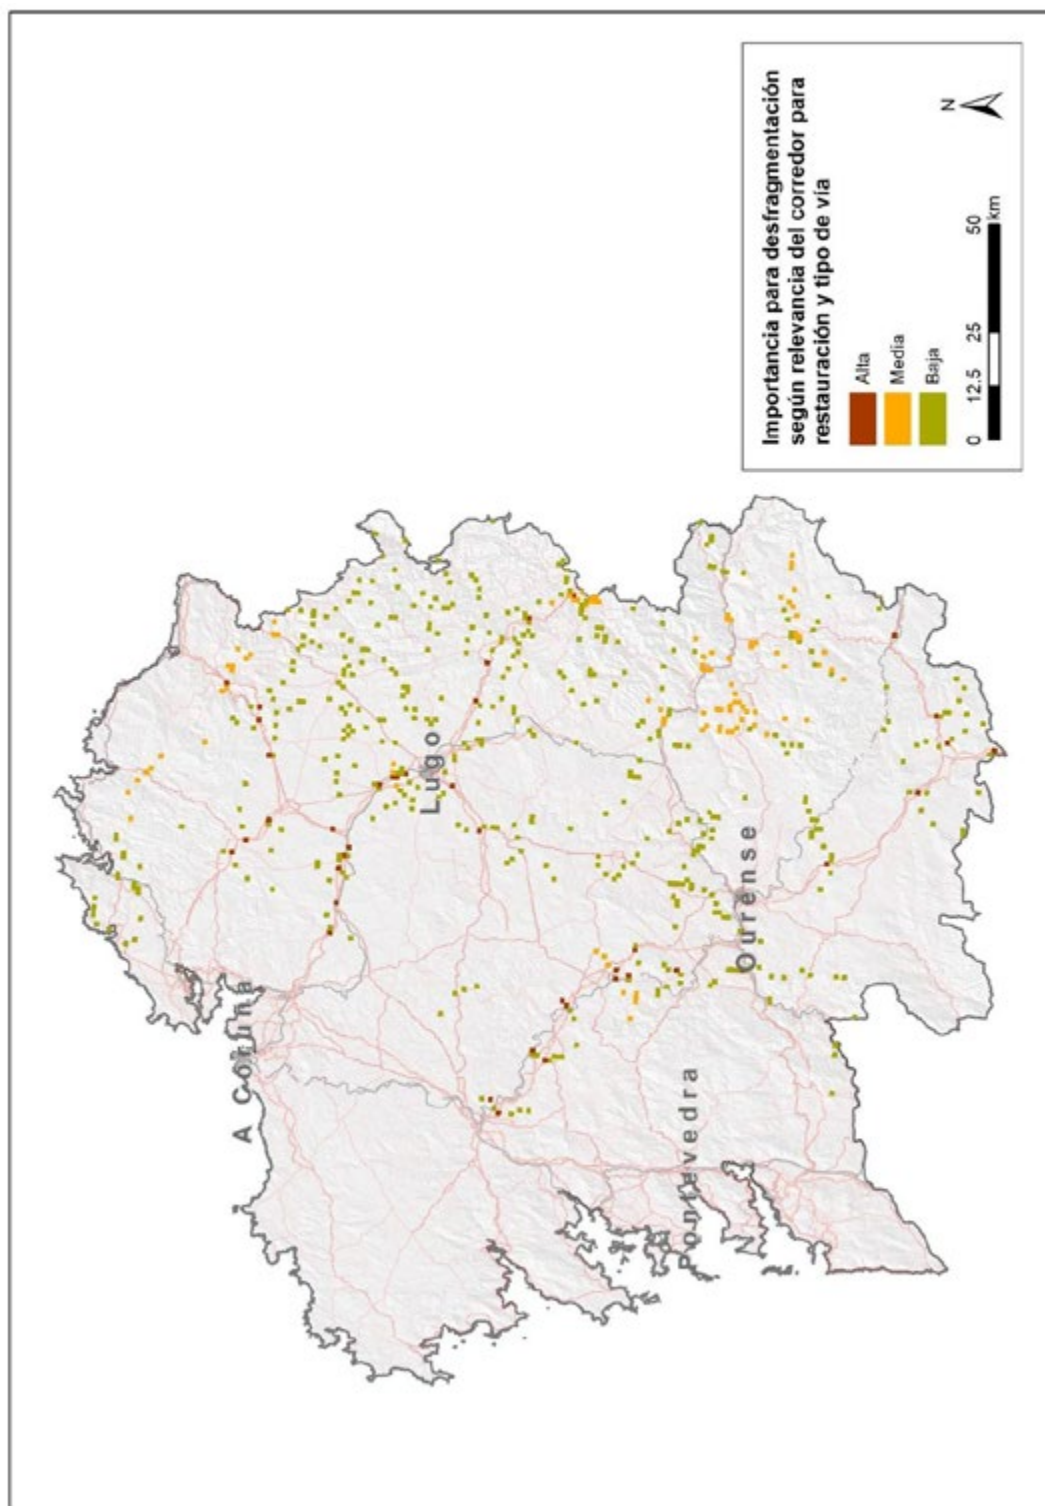 A Coruña
Lugo
Pontevedra
Ourense
Importancia para desfragmentación
según relevancia del corredor para
restauración y tipo de vía
Alta
Media
Baja
0 12,5 25 50
km
N